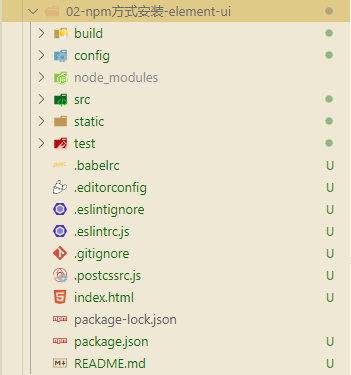 02-npm方式安装-element-ui
build
config
node_modules
src
static
test
.babelrc U
.editorconfig U
.eslintignore U
.eslintrc.js U
.gitignore U
.postcssrc.js U
index.html U
package-lock.json
package.json U
README.md U